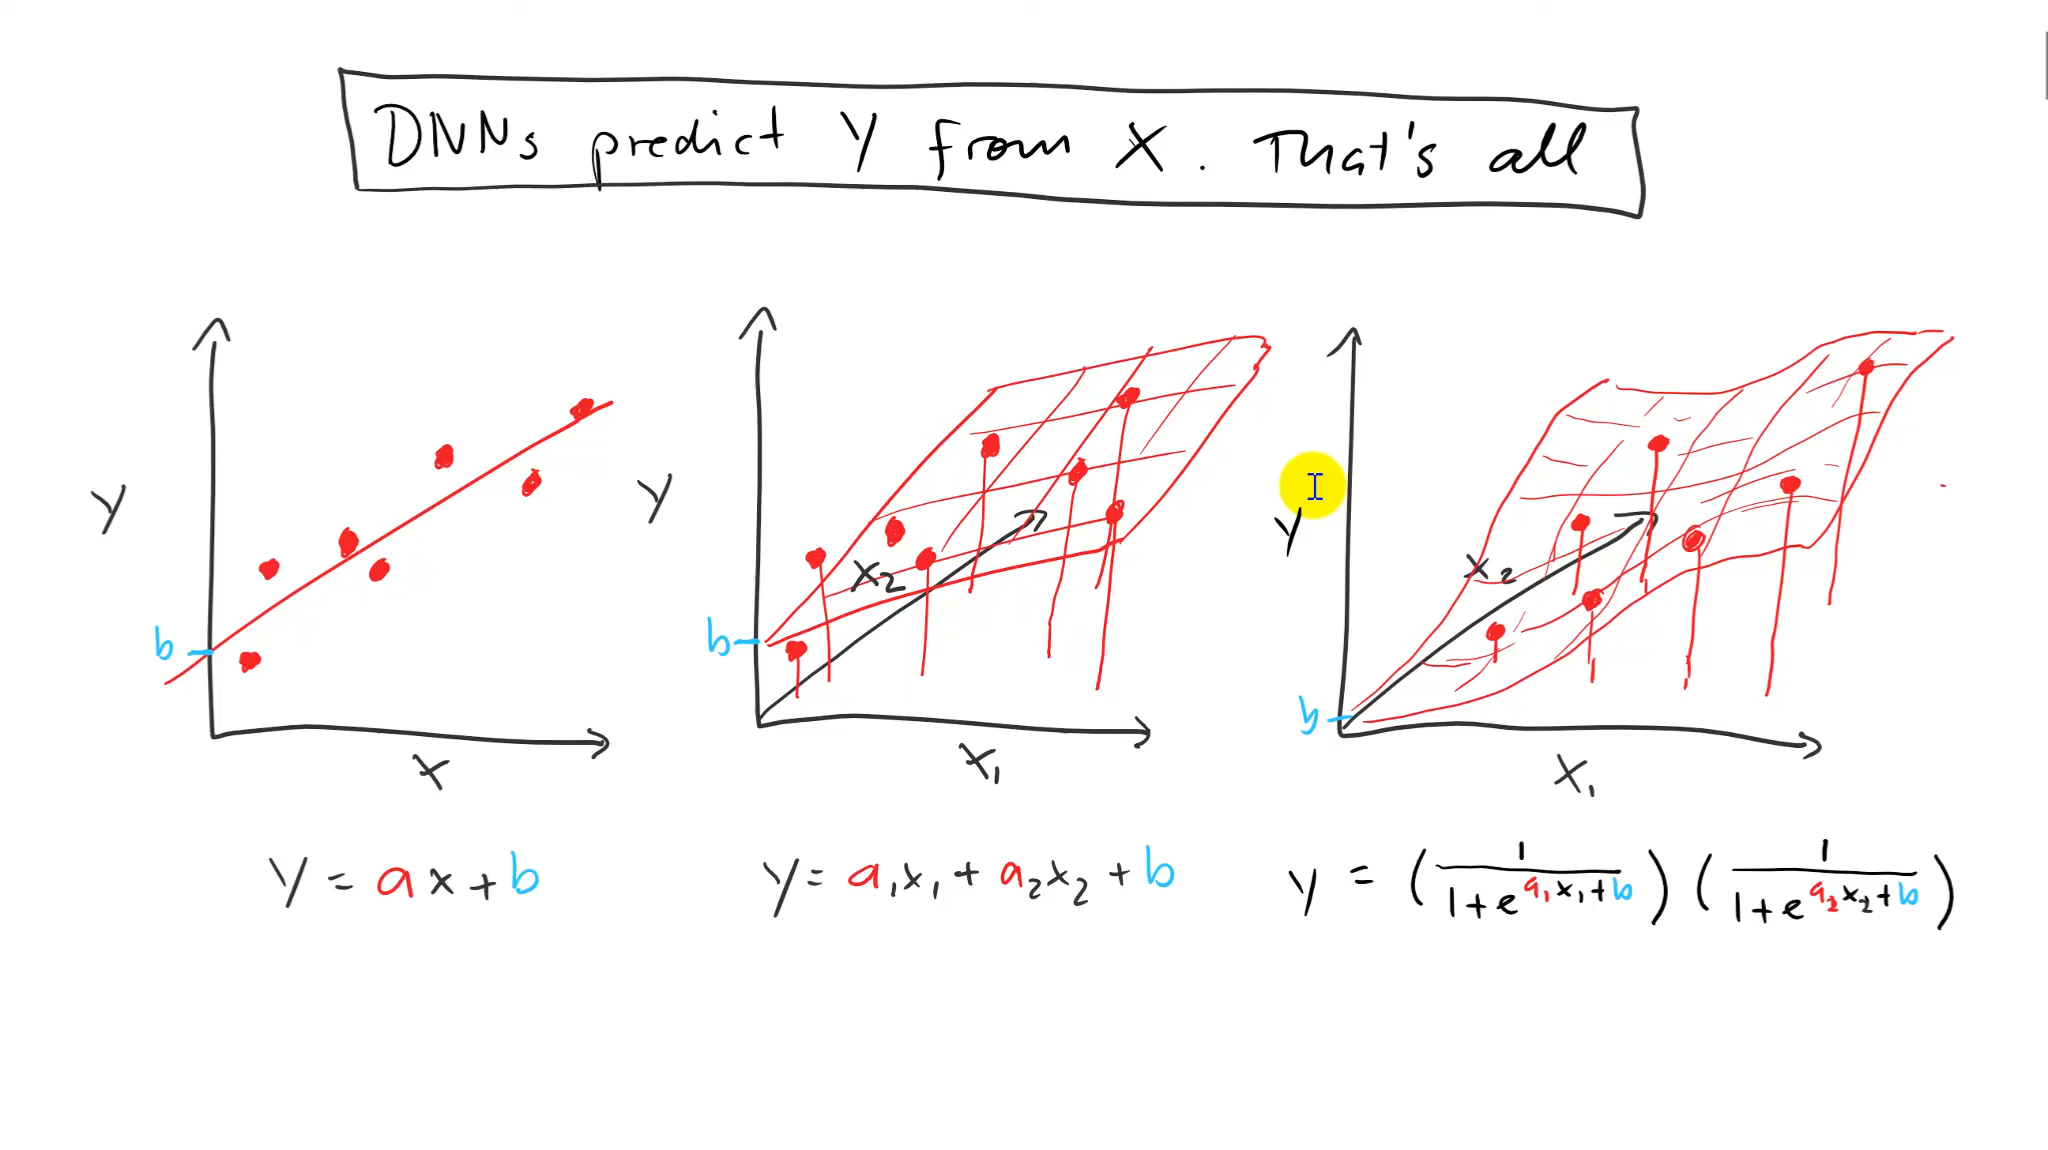 DNNs predict Y from X. That's all
Y
b
X
Y
b
X₂
X₁
Y
b
X₂
X₁
Y = ax + b
Y = a₁x₁ + a₂x₂ + b
y = (1/(1+e^(a₁x₁+b))) (1/(1+e^(a₂x₂+b)))